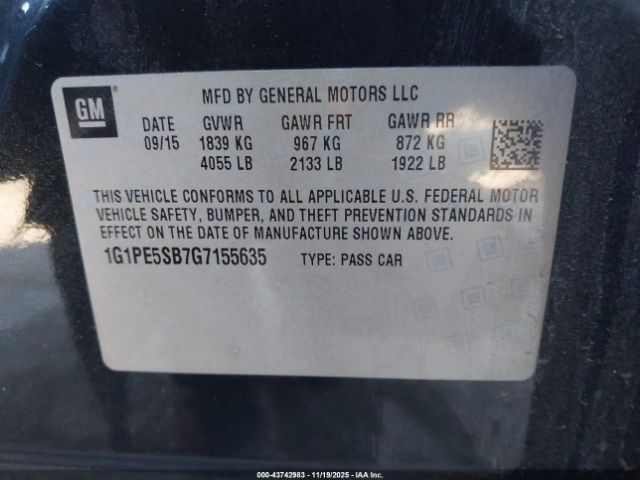 GM ®
MFD BY GENERAL MOTORS LLC
DATE GVWR GAWR FRT GAWR RR
09/15 1839 KG 967 KG 872 KG
4055 LB 2133 LB 1922 LB
THIS VEHICLE CONFORMS TO ALL APPLICABLE U.S. FEDERAL MOTOR
VEHICLE SAFETY, BUMPER, AND THEFT PREVENTION STANDARDS IN
EFFECT ON THE DATE OF MANUFACTURE SHOWN ABOVE.
1G1PE5SB7G7155635 TYPE: PASS CAR
000-43742983 - 11/19/2025 - IAA, Inc.